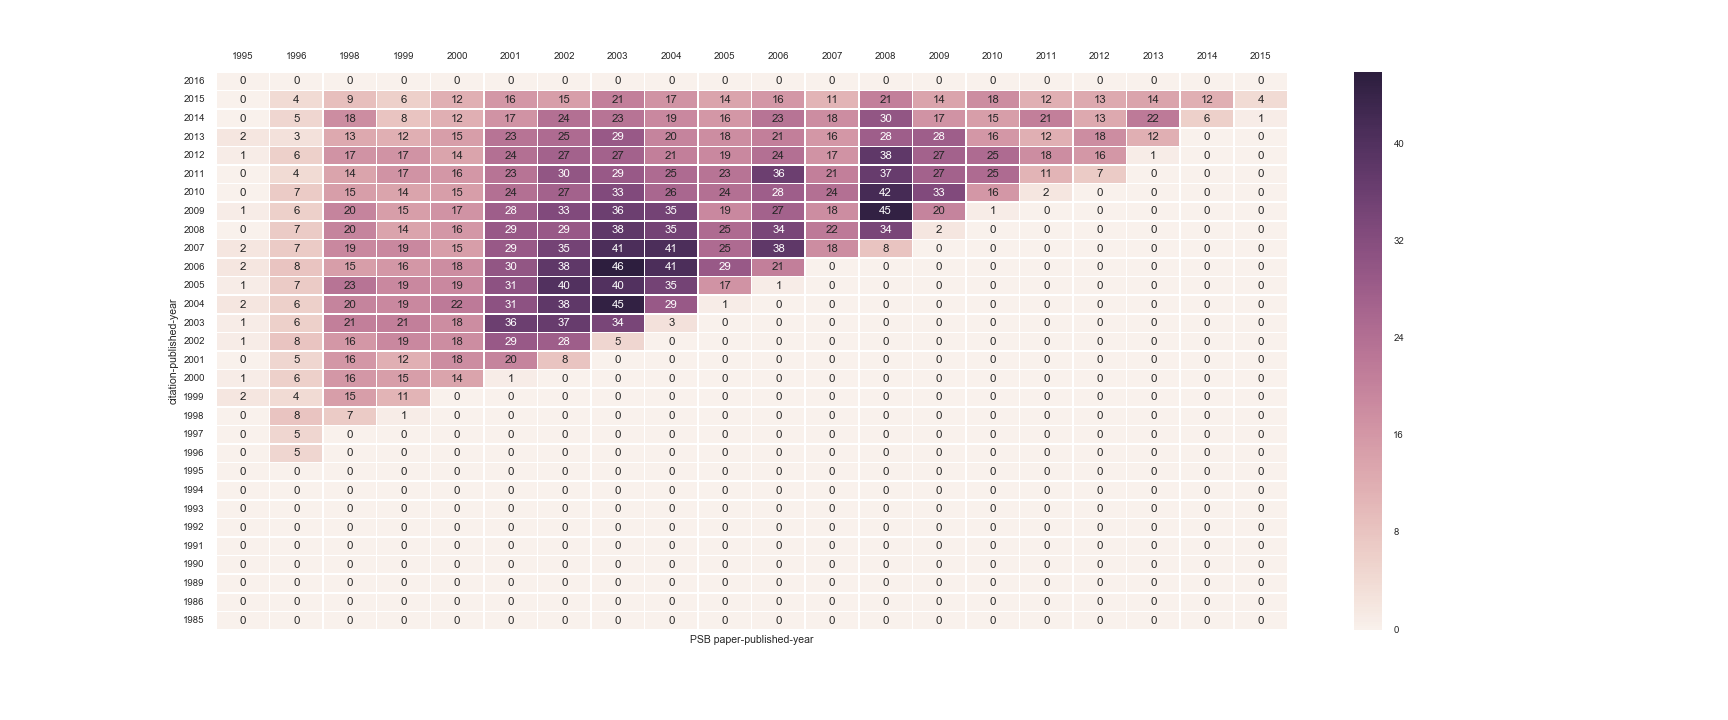 1995 1996 1998 1999 2000 2001 2002 2003 2004 2005 2006 2007 2008 2009 2010 2011 2012 2013 2014 2015
2016 0 0 0 0 0 0 0 0 0 0 0 0 0 0 0 0 0 0 0 0
2015 0 4 9 6 12 16 15 21 17 14 16 11 21 14 18 12 13 14 12 4
2014 0 5 18 8 12 17 24 23 19 16 23 18 30 17 15 21 13 22 6 1
2013 2 3 13 12 15 23 25 29 20 18 21 16 28 28 16 12 18 12 0 0
2012 1 6 17 17 14 24 27 27 21 19 24 17 38 27 25 18 16 1 0 0
2011 0 4 14 17 16 23 30 29 25 23 36 21 37 27 25 11 7 0 0 0
2010 0 7 15 14 15 24 27 33 26 24 28 24 42 33 16 2 0 0 0 0
2009 1 6 20 15 17 28 33 36 35 19 27 18 45 20 1 0 0 0 0 0
2008 0 7 20 14 16 29 29 38 35 25 34 22 34 2 0 0 0 0 0 0
2007 2 7 19 19 15 29 35 41 41 25 38 18 8 0 0 0 0 0 0 0
2006 2 8 15 16 18 30 38 46 41 29 21 0 0 0 0 0 0 0 0 0
2005 1 7 23 19 19 31 40 40 35 17 1 0 0 0 0 0 0 0 0 0
2004 2 6 20 19 22 31 38 45 29 1 0 0 0 0 0 0 0 0 0 0
2003 1 6 21 21 18 36 37 34 3 0 0 0 0 0 0 0 0 0 0 0
2002 1 8 16 19 18 29 28 5 0 0 0 0 0 0 0 0 0 0 0 0
2001 0 5 16 12 18 20 8 0 0 0 0 0 0 0 0 0 0 0 0 0
2000 1 6 16 15 14 1 0 0 0 0 0 0 0 0 0 0 0 0 0 0
1999 2 4 15 11 0 0 0 0 0 0 0 0 0 0 0 0 0 0 0 0
1998 0 8 7 1 0 0 0 0 0 0 0 0 0 0 0 0 0 0 0 0
1997 0 5 0 0 0 0 0 0 0 0 0 0 0 0 0 0 0 0 0 0
1996 0 5 0 0 0 0 0 0 0 0 0 0 0 0 0 0 0 0 0 0
1995 0 0 0 0 0 0 0 0 0 0 0 0 0 0 0 0 0 0 0 0
1994 0 0 0 0 0 0 0 0 0 0 0 0 0 0 0 0 0 0 0 0
1993 0 0 0 0 0 0 0 0 0 0 0 0 0 0 0 0 0 0 0 0
1992 0 0 0 0 0 0 0 0 0 0 0 0 0 0 0 0 0 0 0 0
1991 0 0 0 0 0 0 0 0 0 0 0 0 0 0 0 0 0 0 0 0
1990 0 0 0 0 0 0 0 0 0 0 0 0 0 0 0 0 0 0 0 0
1989 0 0 0 0 0 0 0 0 0 0 0 0 0 0 0 0 0 0 0 0
1986 0 0 0 0 0 0 0 0 0 0 0 0 0 0 0 0 0 0 0 0
1985 0 0 0 0 0 0 0 0 0 0 0 0 0 0 0 0 0 0 0 0
citation-published-year
PSB paper-published-year
40
32
24
16
8
0